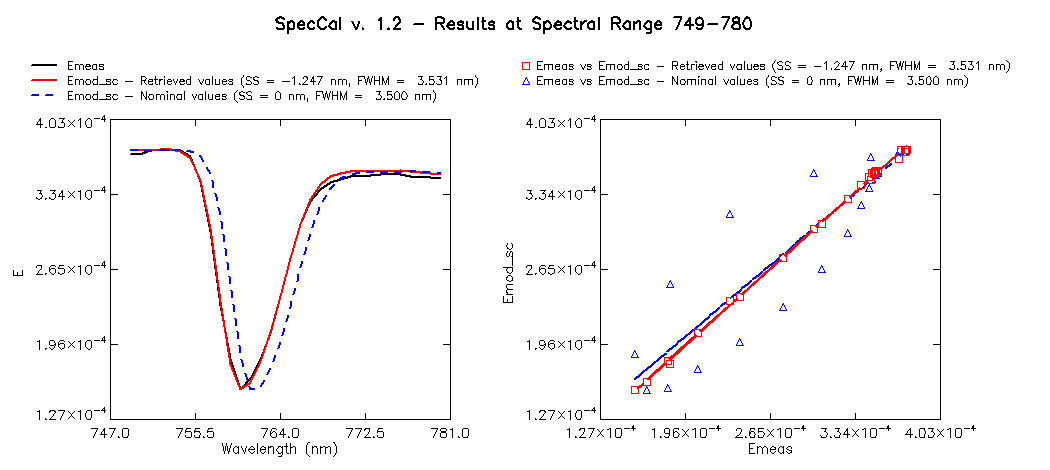 SpecCal v. 1.2 - Results at Spectral Range 749-780
Emeas
Emod_sc - Retrieved values (SS = -1.247 nm, FWHM = 3.531 nm)
Emod_sc - Nominal values (SS = 0 nm, FWHM = 3.500 nm)
4.03×10⁻⁴
3.34×10⁻⁴
2.65×10⁻⁴
1.96×10⁻⁴
1.27×10⁻⁴
E
747.0 755.5 764.0 772.5 781.0
Wavelength (nm)
Emeas vs Emod_sc - Retrieved values (SS = -1.247 nm, FWHM = 3.531 nm)
Emeas vs Emod_sc - Nominal values (SS = 0 nm, FWHM = 3.500 nm)
4.03×10⁻⁴
3.34×10⁻⁴
2.65×10⁻⁴
1.96×10⁻⁴
1.27×10⁻⁴
Emod_sc
1.27×10⁻⁴ 1.96×10⁻⁴ 2.65×10⁻⁴ 3.34×10⁻⁴ 4.03×10⁻⁴
Emeas